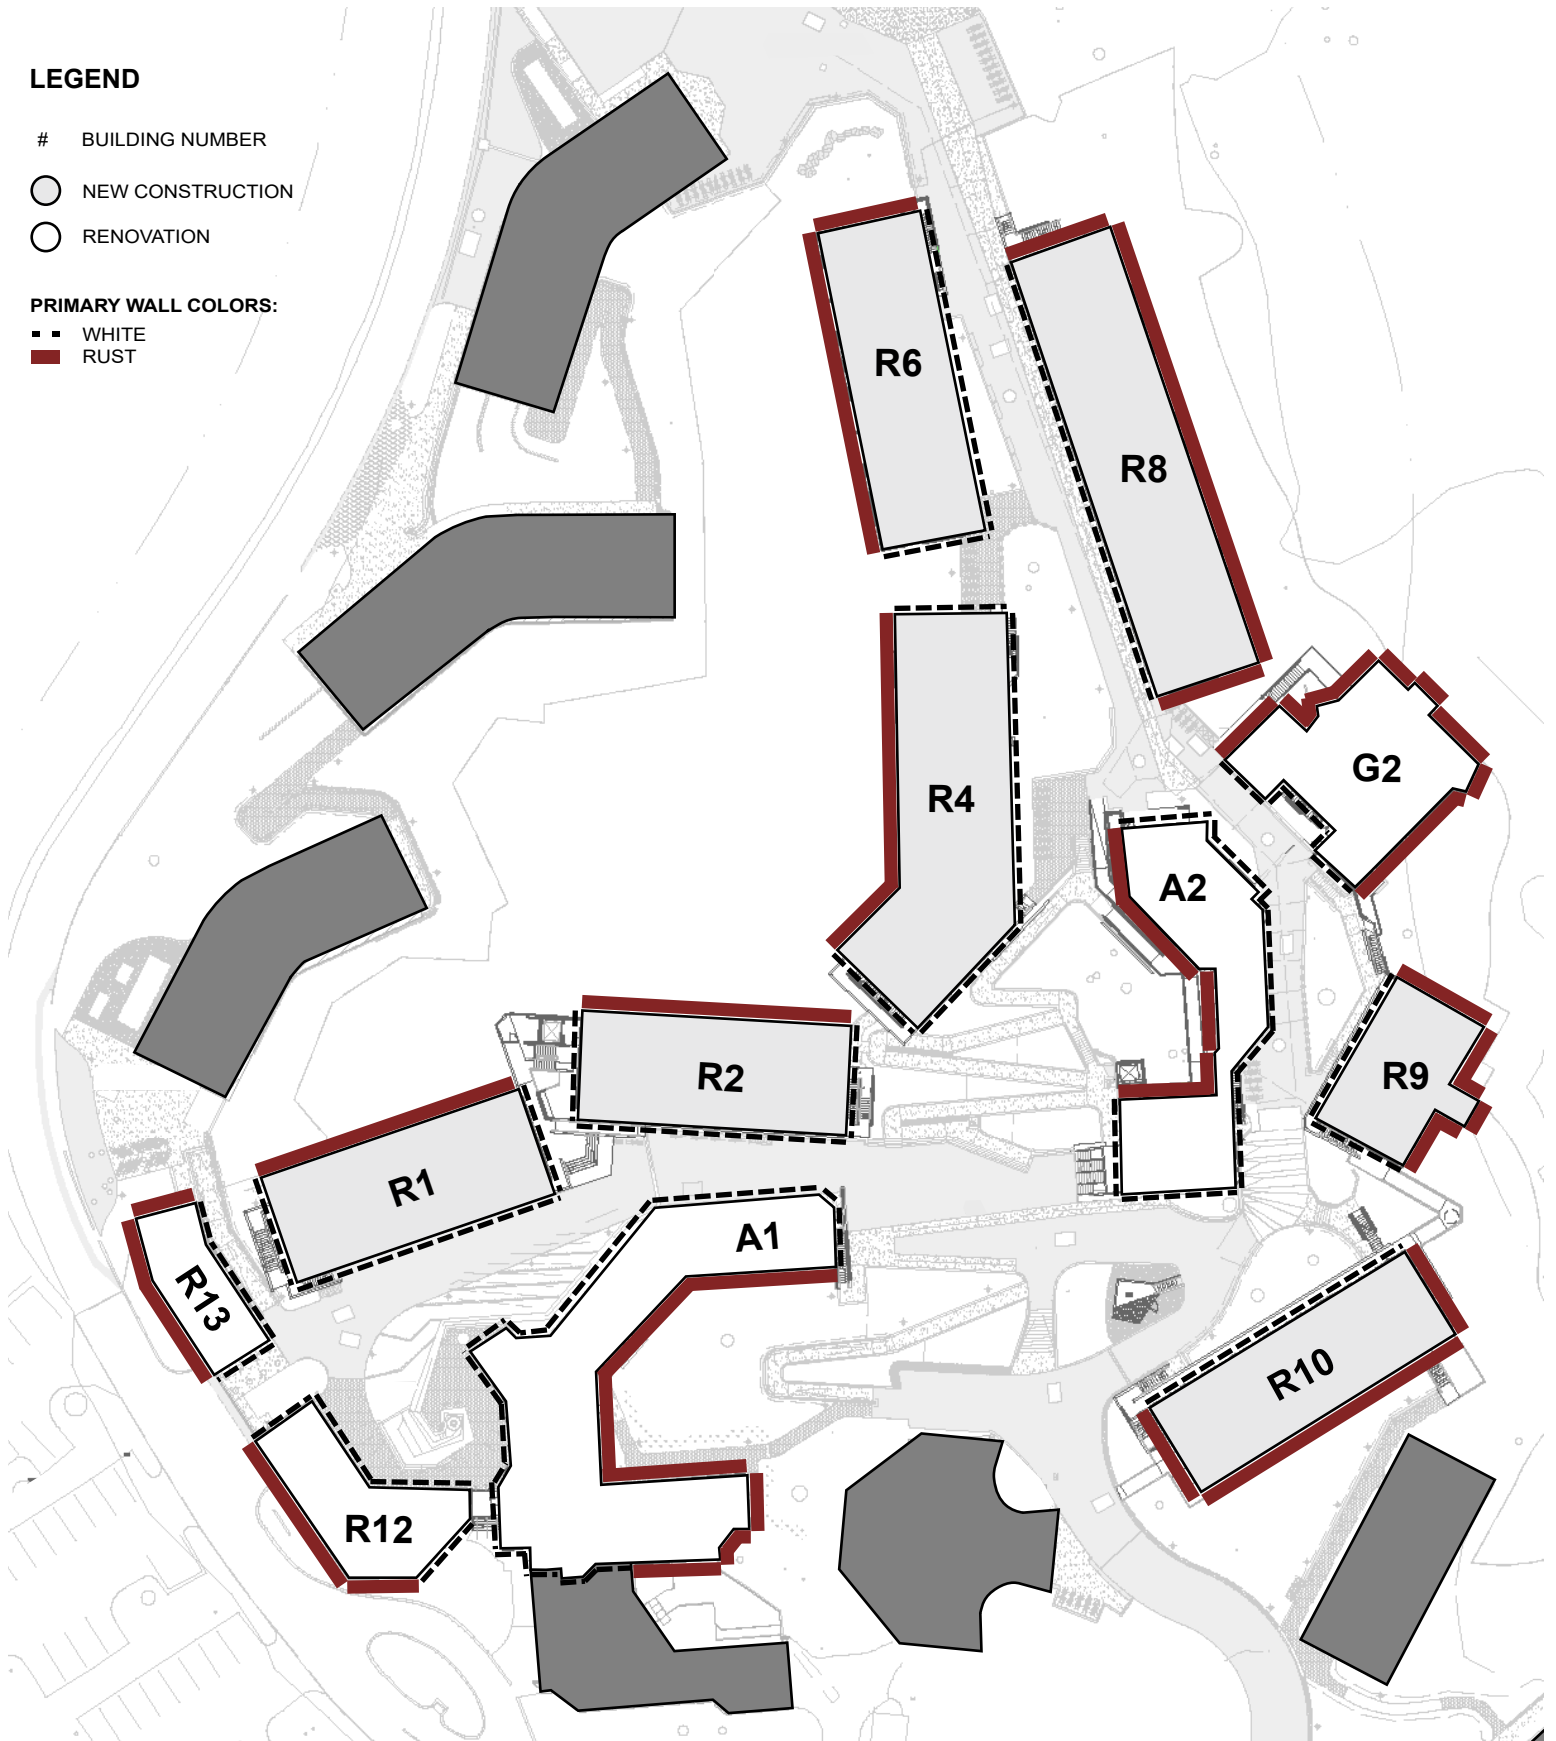 LEGEND
# BUILDING NUMBER
NEW CONSTRUCTION
RENOVATION
PRIMARY WALL COLORS:
WHITE
RUST
R6
R8
G2
R4
A2
R9
R2
R1
A1
R13
R10
R12